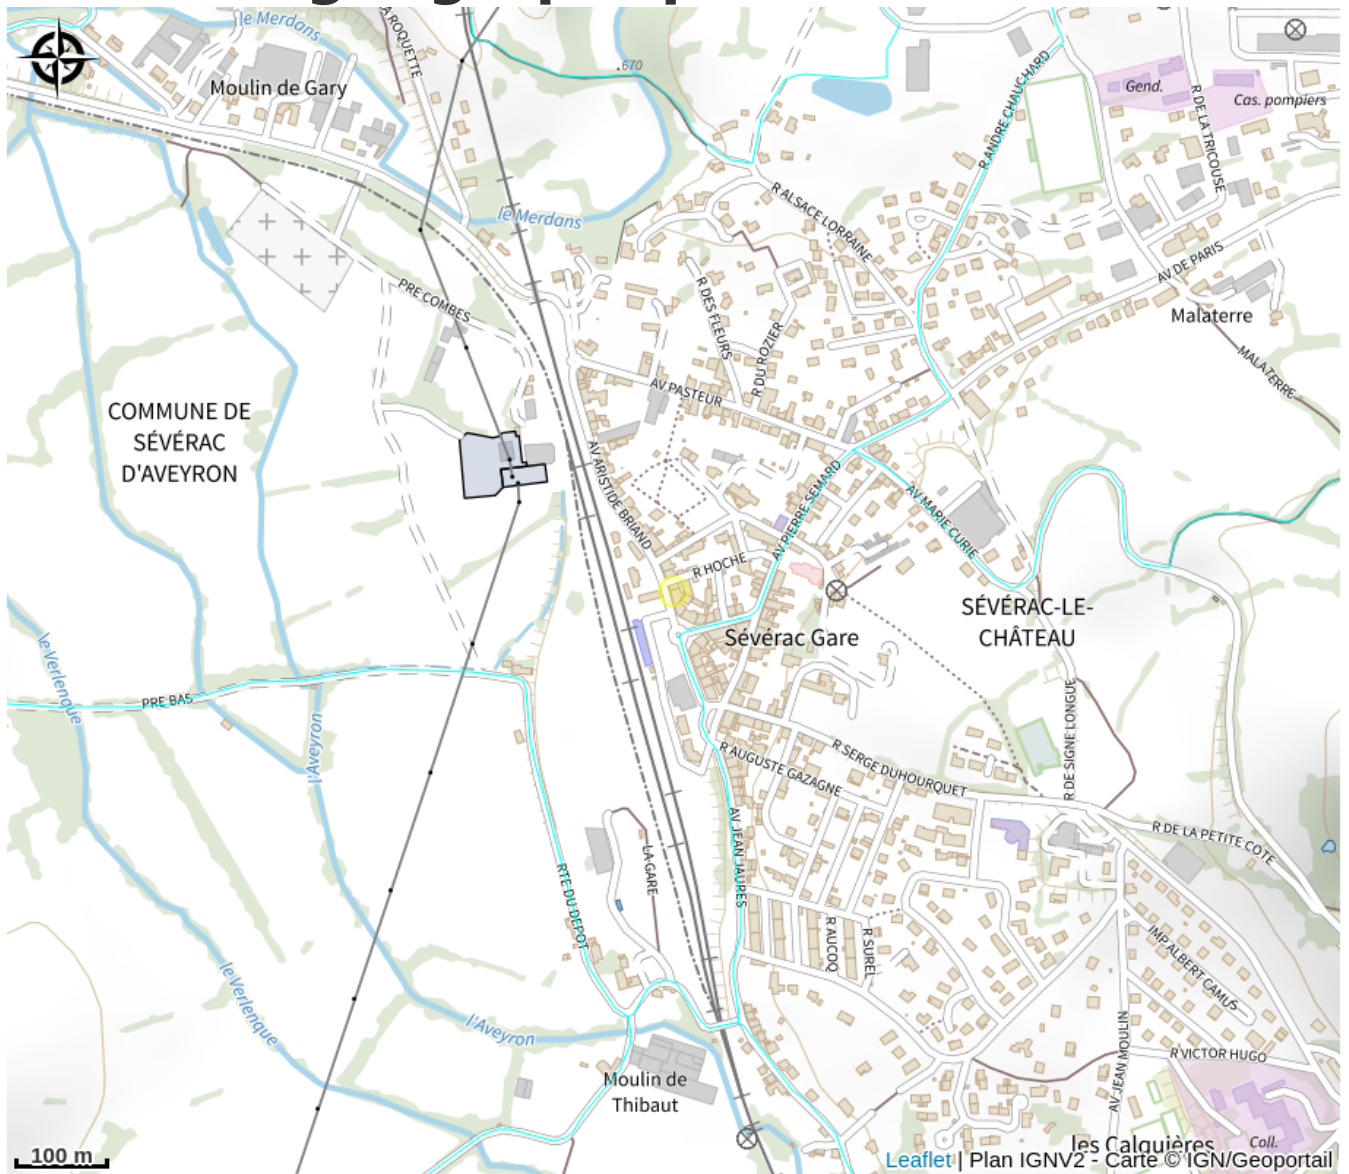 le Merdans
A ROQUETTE
.670
Moulin de Gary
Gend.
Cas. pompiers
R ANDRE CHAUCHARD
R DE LA TRICOUSE
R ALSACE LORRAINE
le Merdans
AV DE PARIS
PRE COMBES
R DES FLEURS
R DU ROZIER
Malaterre
MALATERRE
AV PASTEUR
COMMUNE DE
SÉVÉRAC
D'AVEYRON
AV ARISTIDE BRIAND
AV PIERRE SEMARD
AV MARIE CURIE
R HOCHE
SÉVÉRAC-LE-
CHÂTEAU
Sévérac Gare
le Verlenque
PRE BAS
l'Aveyron
R DE SIGNE LONGUE
R AUGUSTE GAZAGNE
R SERGE DUHOURQUET
R DE LA PETITE COTE
AV JEAN JAURES
LA GARE
RTE DU DEPOT
R AUCOQ
R SUREL
IMP ALBERT CAMUS
le Verlenque
l'Aveyron
AV JEAN MOULIN
R VICTOR HUGO
Moulin de
Thibaut
les Calquières
Coll.
100 m
Leaflet | Plan IGNV2 - Carte © IGN/Geoportail